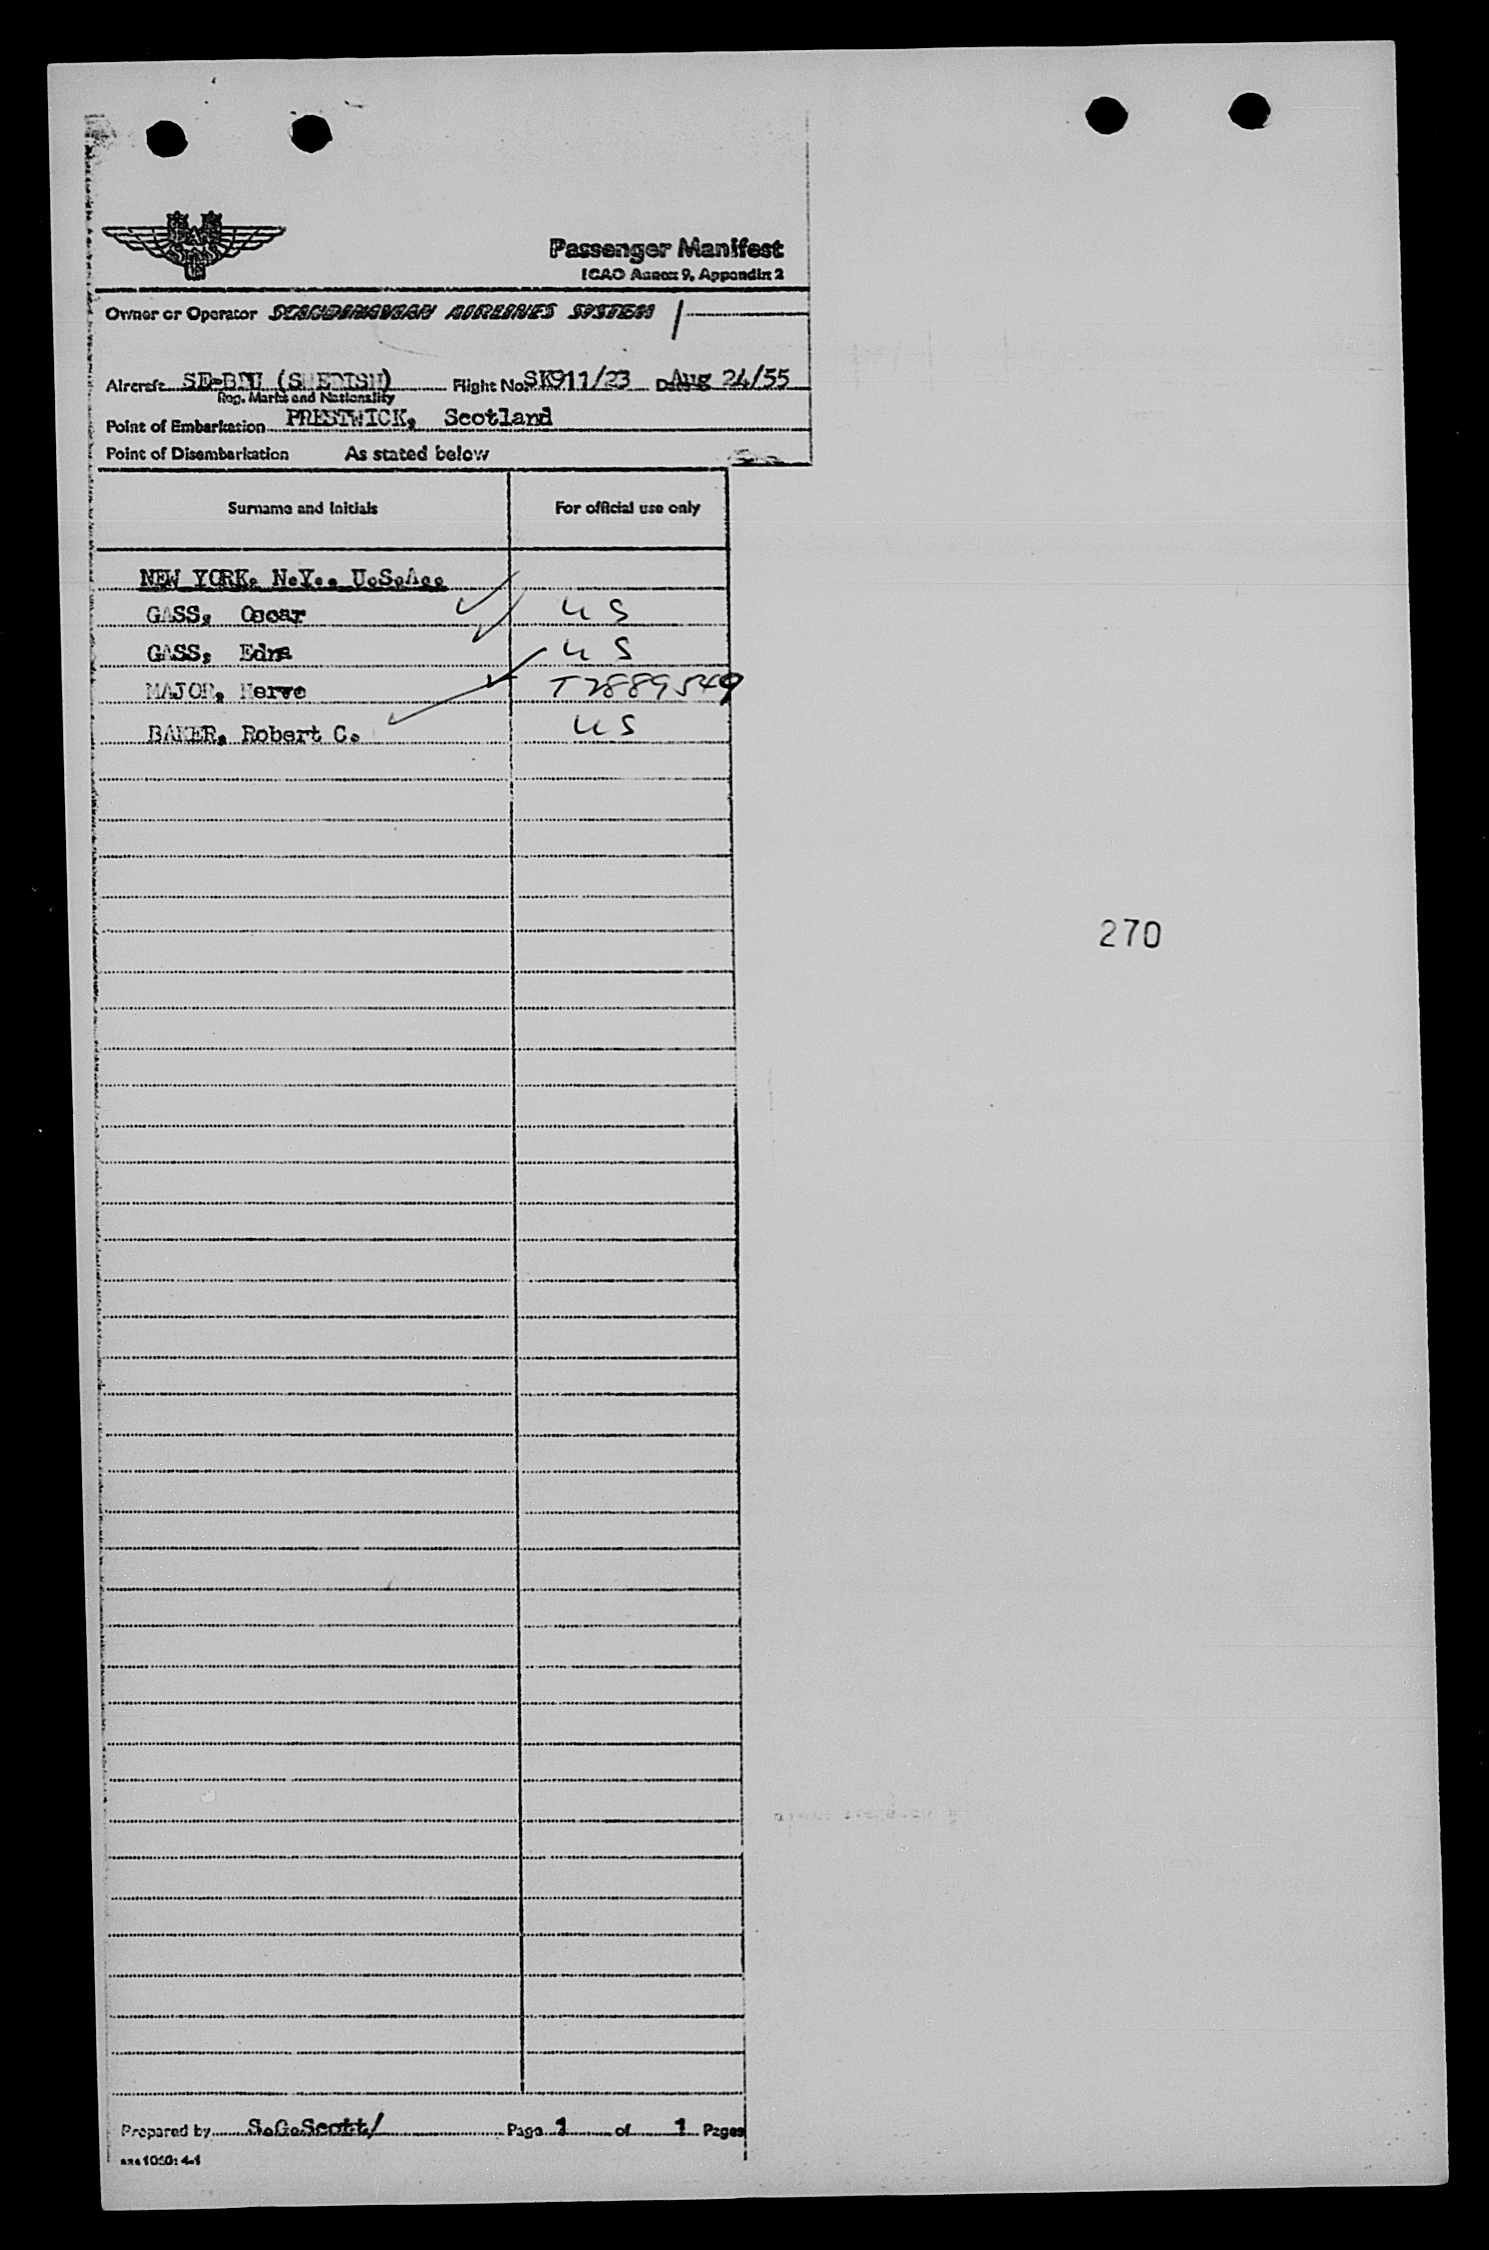 Passenger Manifest
ICAO Annex 9, Appendix 2
Owner or Operator SCANDINAVIAN AIRLINES SYSTEM
Aircraft SE-BDU (SWEDISH) Flight No. SK911/23 Date Aug 24/55
Reg. Marks and Nationality
Point of Embarkation PRESTWICK, Scotland
Point of Disembarkation As stated below
Surname and Initials For official use only
NEW YORK. N.Y.. U.S.A..
GASS, Oscar US
GASS, Edna US
MAJOR, Herve T2889549
BAKER, Robert C. US
270
Prepared by S.G.Scott/ Page 1 of 1 Pages